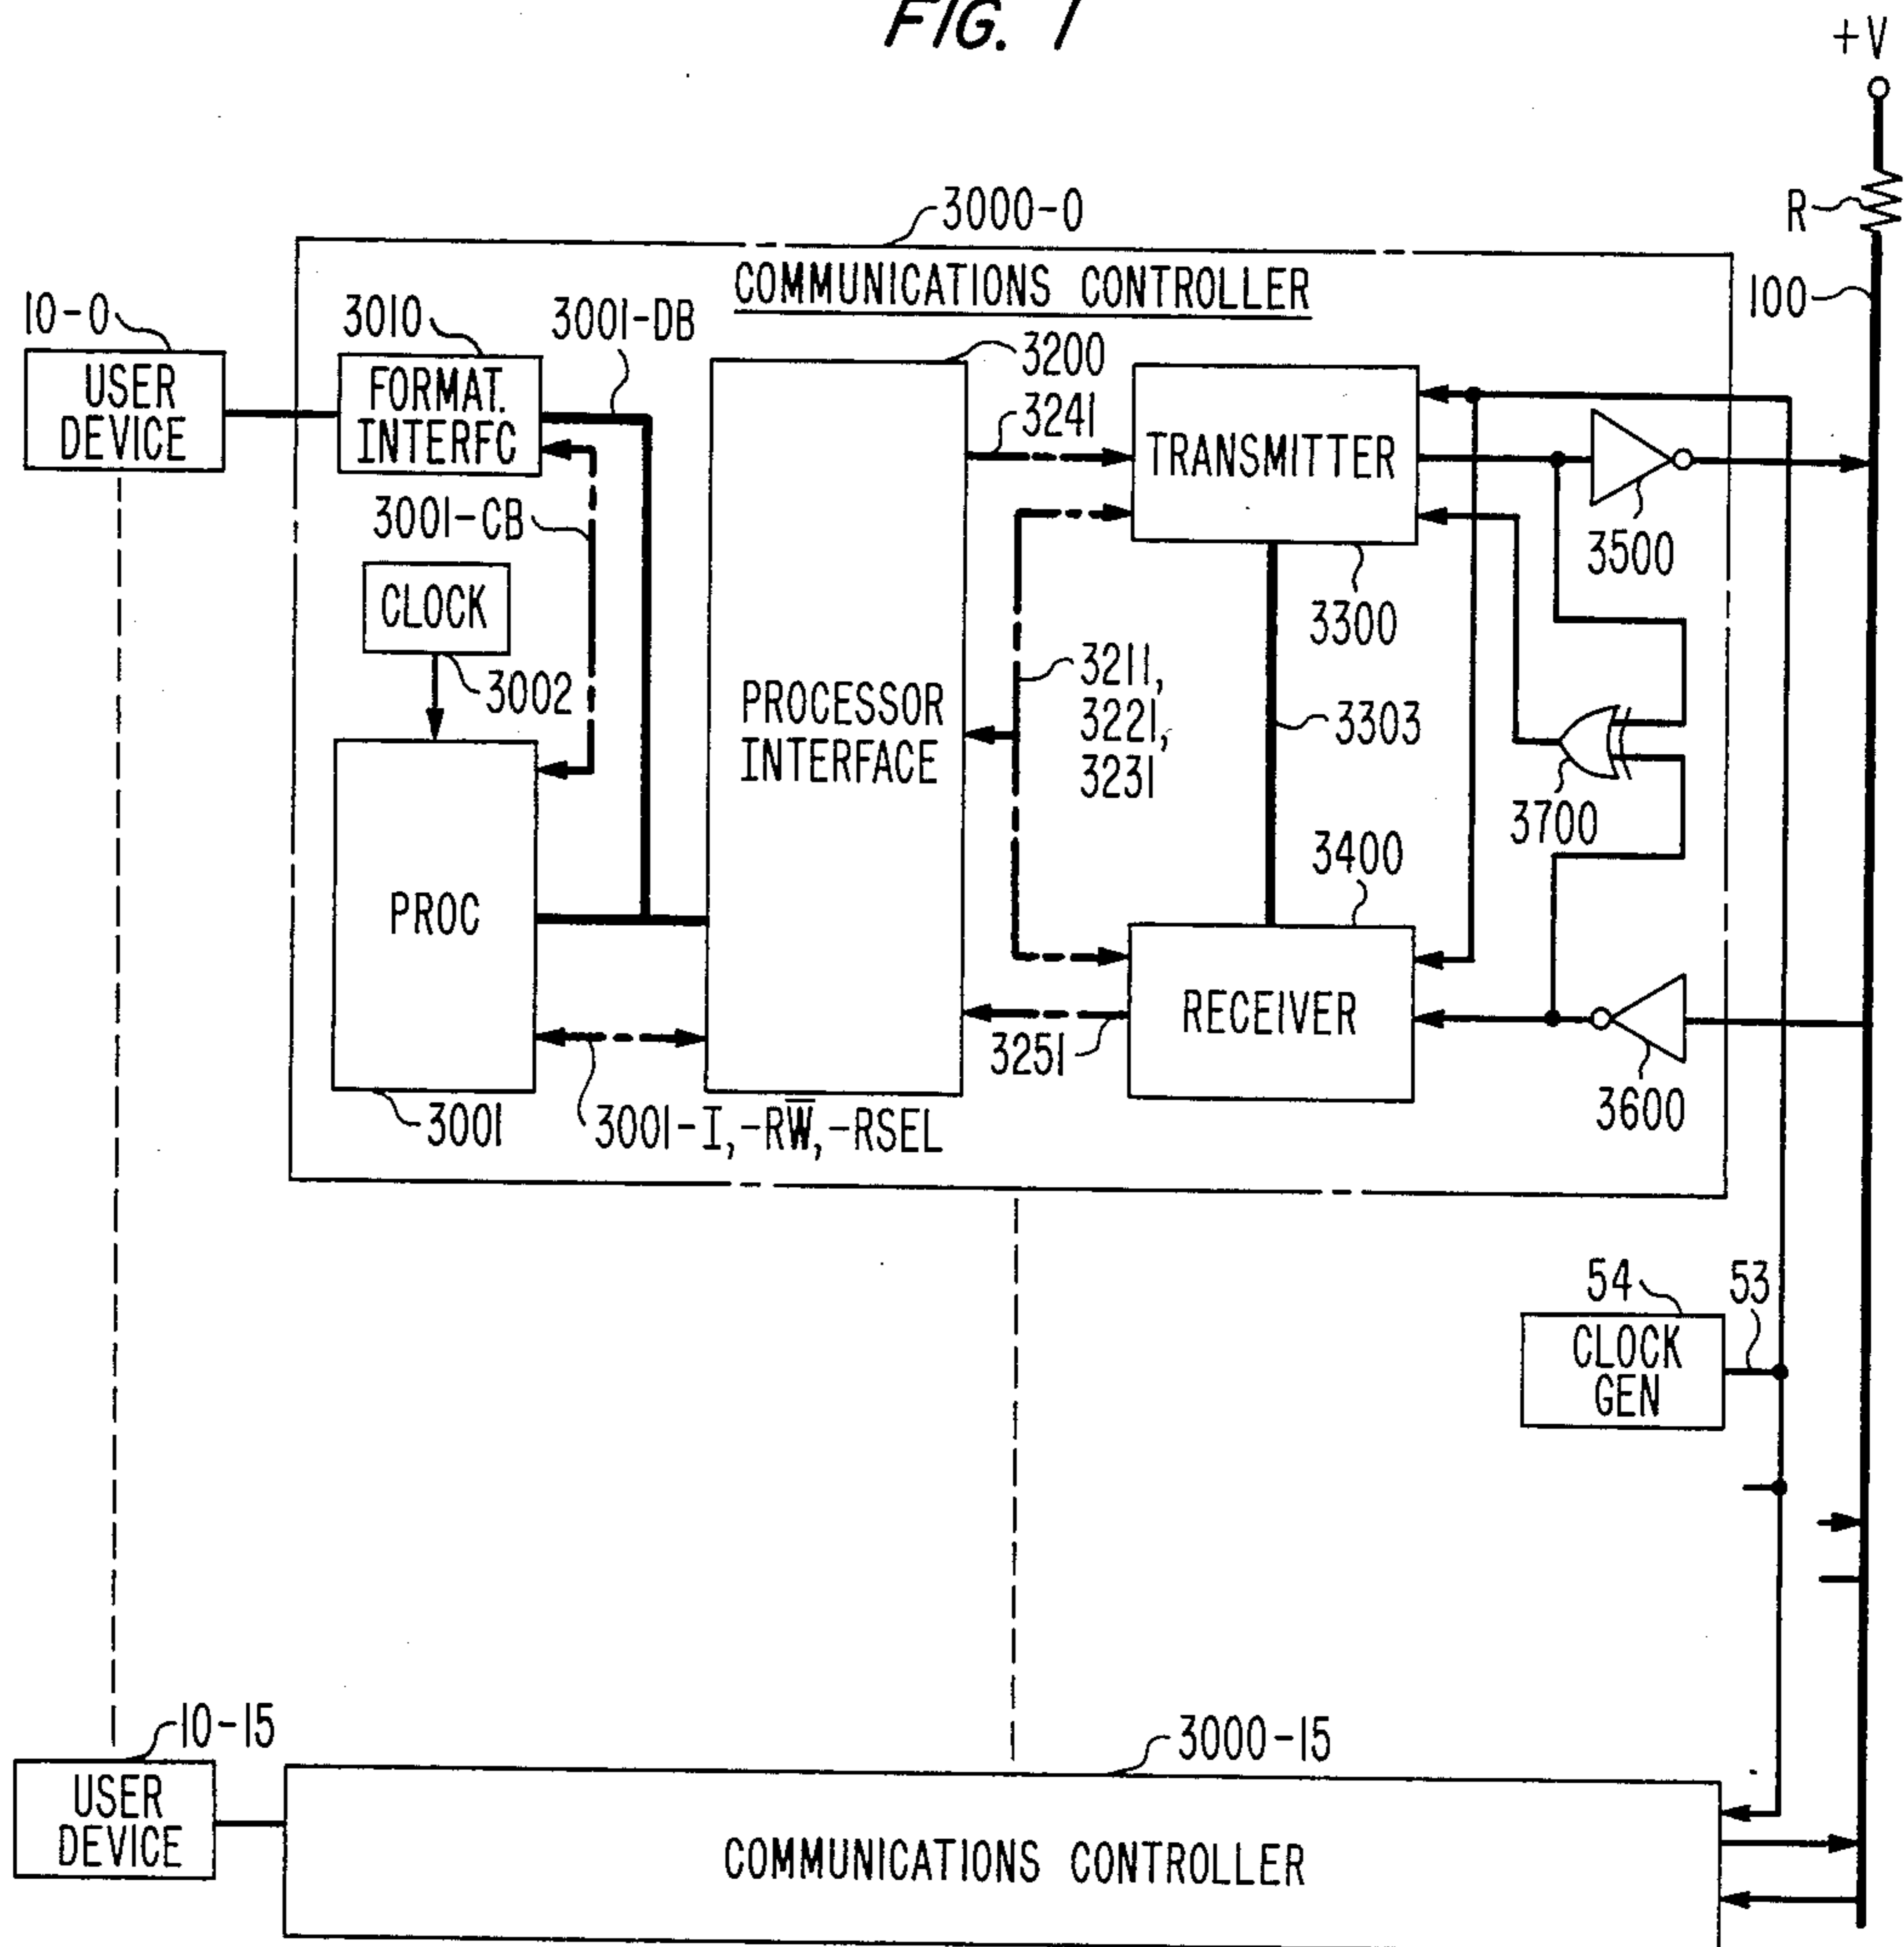 FIG. 1
+V
R
3000-0
COMMUNICATIONS CONTROLLER
100
10-0
3010
3001-DB
3200
USER
DEVICE
FORMAT.
INTERFC
3241
TRANSMITTER
3001-CB
3500
CLOCK
3300
3002
3211,
3221,
3231
PROCESSOR
INTERFACE
3303
3700
3400
PROC
RECEIVER
3251
3600
3001
3001-I,-RW̅,-RSEL
54
53
CLOCK
GEN
10-15
3000-15
USER
DEVICE
COMMUNICATIONS CONTROLLER